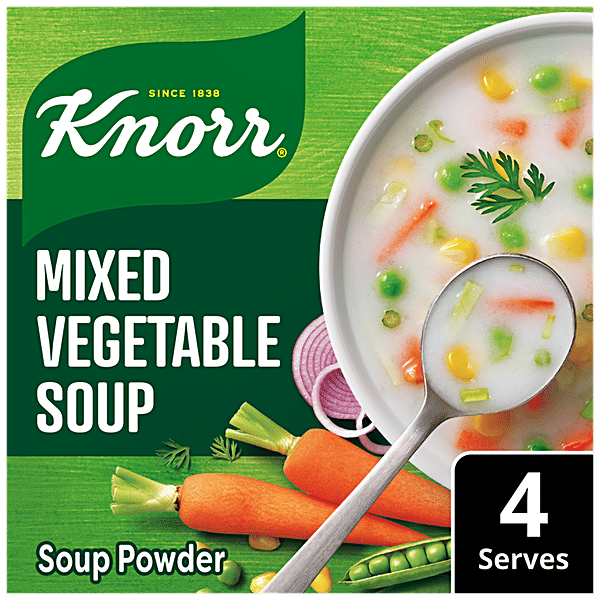 SINCE 1838
Knorr®
MIXED
VEGETABLE
SOUP
Soup Powder
4
Serves